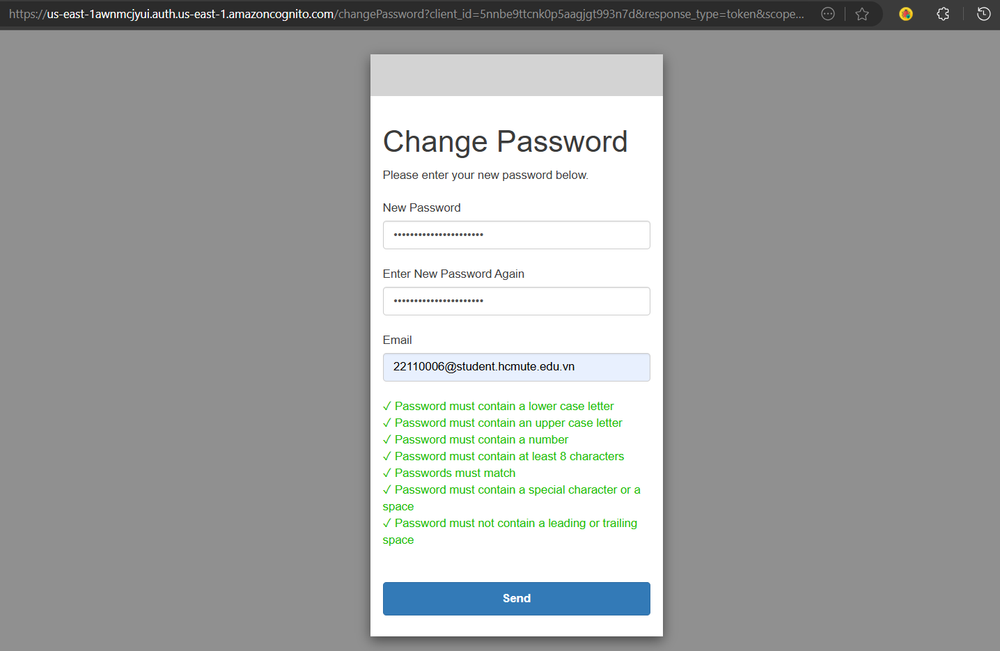 https://us-east-1awnmcjyui.auth.us-east-1.amazoncognito.com/changePassword?client_id=5nnbe9ttcnk0p5aagjgt993n7d&response_type=token&scope...
Change Password
Please enter your new password below.
New Password
••••••••••••••••••••••
Enter New Password Again
••••••••••••••••••••••
Email
22110006@student.hcmute.edu.vn
✓ Password must contain a lower case letter
✓ Password must contain an upper case letter
✓ Password must contain a number
✓ Password must contain at least 8 characters
✓ Passwords must match
✓ Password must contain a special character or a
space
✓ Password must not contain a leading or trailing
space
Send